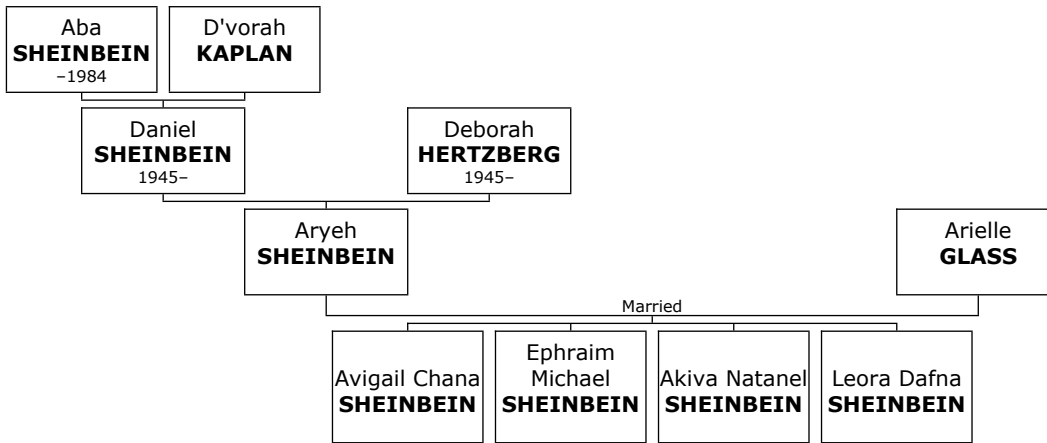 Aba
SHEINBEIN
–1984
D'vorah
KAPLAN
Daniel
SHEINBEIN
1945–
Deborah
HERTZBERG
1945–
Aryeh
SHEINBEIN
Arielle
GLASS
Married
Avigail Chana
SHEINBEIN
Ephraim
Michael
SHEINBEIN
Akiva Natanel
SHEINBEIN
Leora Dafna
SHEINBEIN